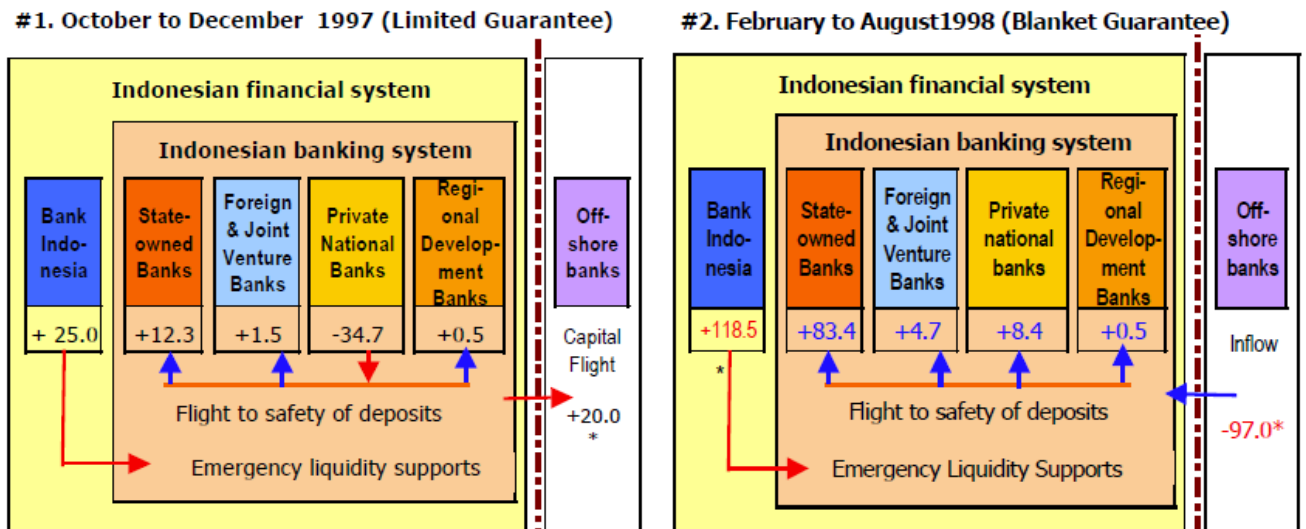 #1. October to December 1997 (Limited Guarantee)
Indonesian financial system
Indonesian banking system
Bank
Indo-
nesia
State-
owned
Banks
Foreign
& Joint
Venture
Banks
Private
National
Banks
Regi-
onal
Develop-
ment
Banks
Off-
shore
banks
+ 25.0
+12.3
+1.5
-34.7
+0.5
Capital
Flight
+20.0
*
Flight to safety of deposits
Emergency liquidity supports
#2. February to August1998 (Blanket Guarantee)
Indonesian financial system
Indonesian banking system
Bank
Indo-
nesia
State-
owned
Banks
Foreign
& Joint
Venture
Banks
Private
national
banks
Regi-
onal
Develop-
ment
Banks
Off-
shore
banks
+118.5
*
+83.4
+4.7
+8.4
+0.5
Inflow
-97.0*
Flight to safety of deposits
Emergency Liquidity Supports